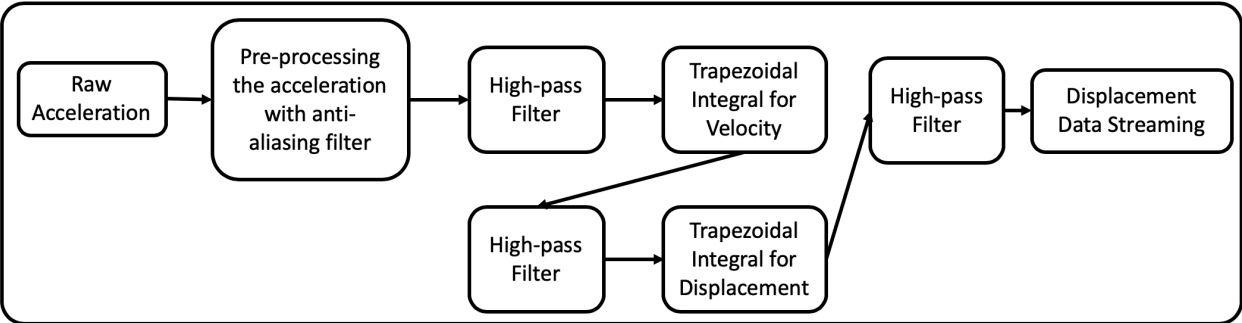 Raw
Acceleration
Pre-processing
the acceleration
with anti-
aliasing filter
High-pass
Filter
Trapezoidal
Integral for
Velocity
High-pass
Filter
Trapezoidal
Integral for
Displacement
High-pass
Filter
Displacement
Data Streaming